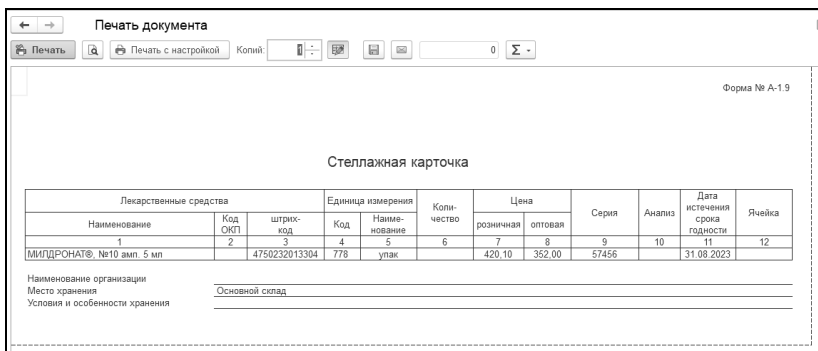 Печать документа
Печать Печать с настройкой Копий: 1 0 Σ
Форма № А-1.9
Стеллажная карточка
Лекарственные средства Единица измерения Коли-чество Цена Серия Анализ Дата истечения срока годности Ячейка
Наименование Код ОКП штрих-код Код Наиме-нование розничная оптовая
1 2 3 4 5 6 7 8 9 10 11 12
МИЛДРОНАТ®, №10 амп. 5 мл 4750232013304 778 упак 420,10 352,00 57456 31.08.2023
Наименование организации
Место хранения Основной склад
Условия и особенности хранения